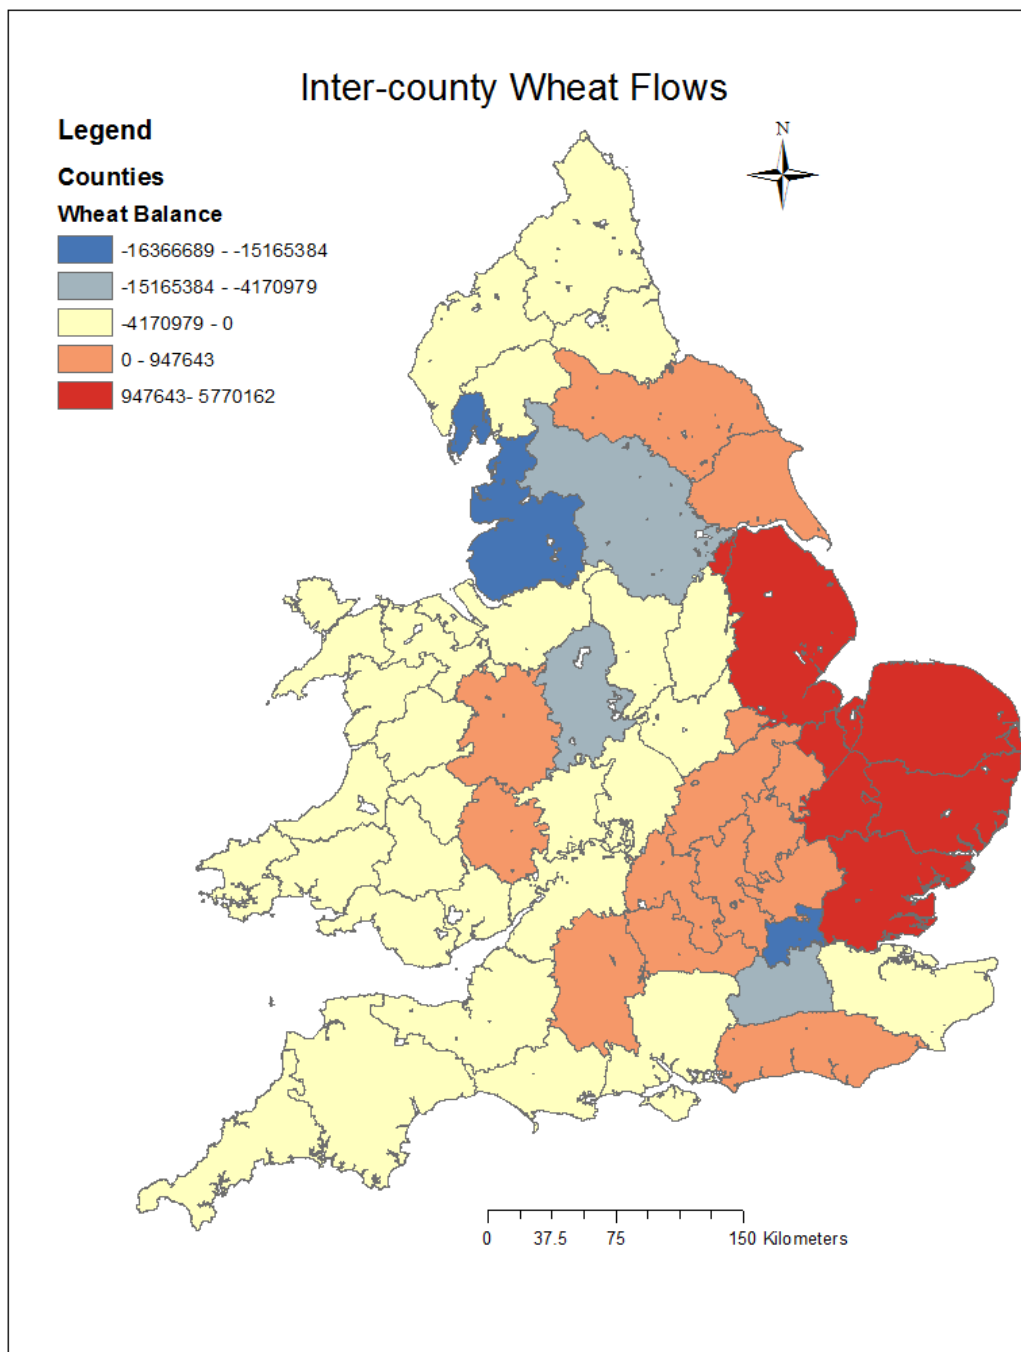 Inter-county Wheat Flows
Legend
N
Counties
Wheat Balance
-16366689 - -15165384
-15165384 - -4170979
-4170979 - 0
0 - 947643
947643- 5770162
0 37.5 75 150 Kilometers